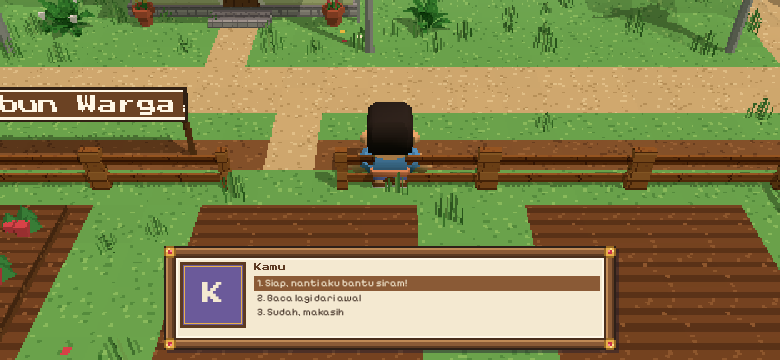 bun Warga
Kamu
K
1. Siap, nanti aku bantu siram!
2. Baca lagi dari awal
3. Sudah, makasih